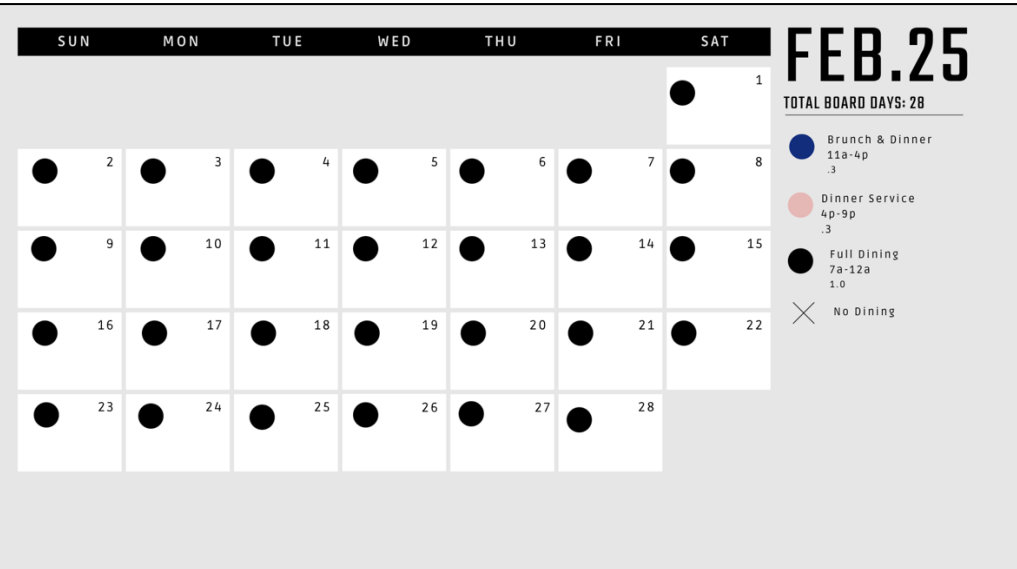 SUN MON TUE WED THU FRI SAT
1
2 3 4 5 6 7 8
9 10 11 12 13 14 15
16 17 18 19 20 21 22
23 24 25 26 27 28
FEB.25
TOTAL BOARD DAYS: 28
Brunch & Dinner
11a-4p
.3
Dinner Service
4p-9p
.3
Full Dining
7a-12a
1.0
No Dining